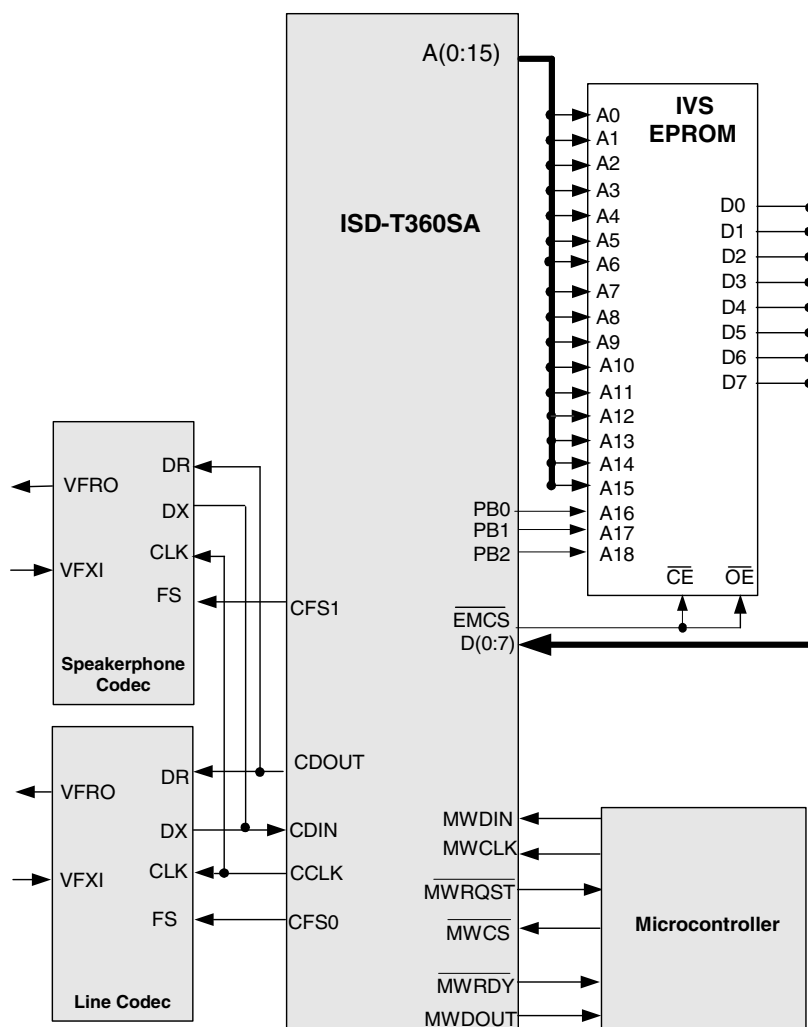 A(0:15)
ISD-T360SA
IVS
EPROM
A0
A1
A2
A3
A4
A5
A6
A7
A8
A9
A10
A11
A12
A13
A14
A15
A16
A17
A18
D0
D1
D2
D3
D4
D5
D6
D7
CE
OE
PB0
PB1
PB2
EMCS
D(0:7)
VFRO
VFXI
DR
DX
CLK
FS
Speakerphone
Codec
CFS1
VFRO
VFXI
DR
DX
CLK
FS
Line Codec
CDOUT
CDIN
CCLK
CFS0
MWDIN
MWCLK
MWRQST
MWCS
MWRDY
MWDOUT
Microcontroller